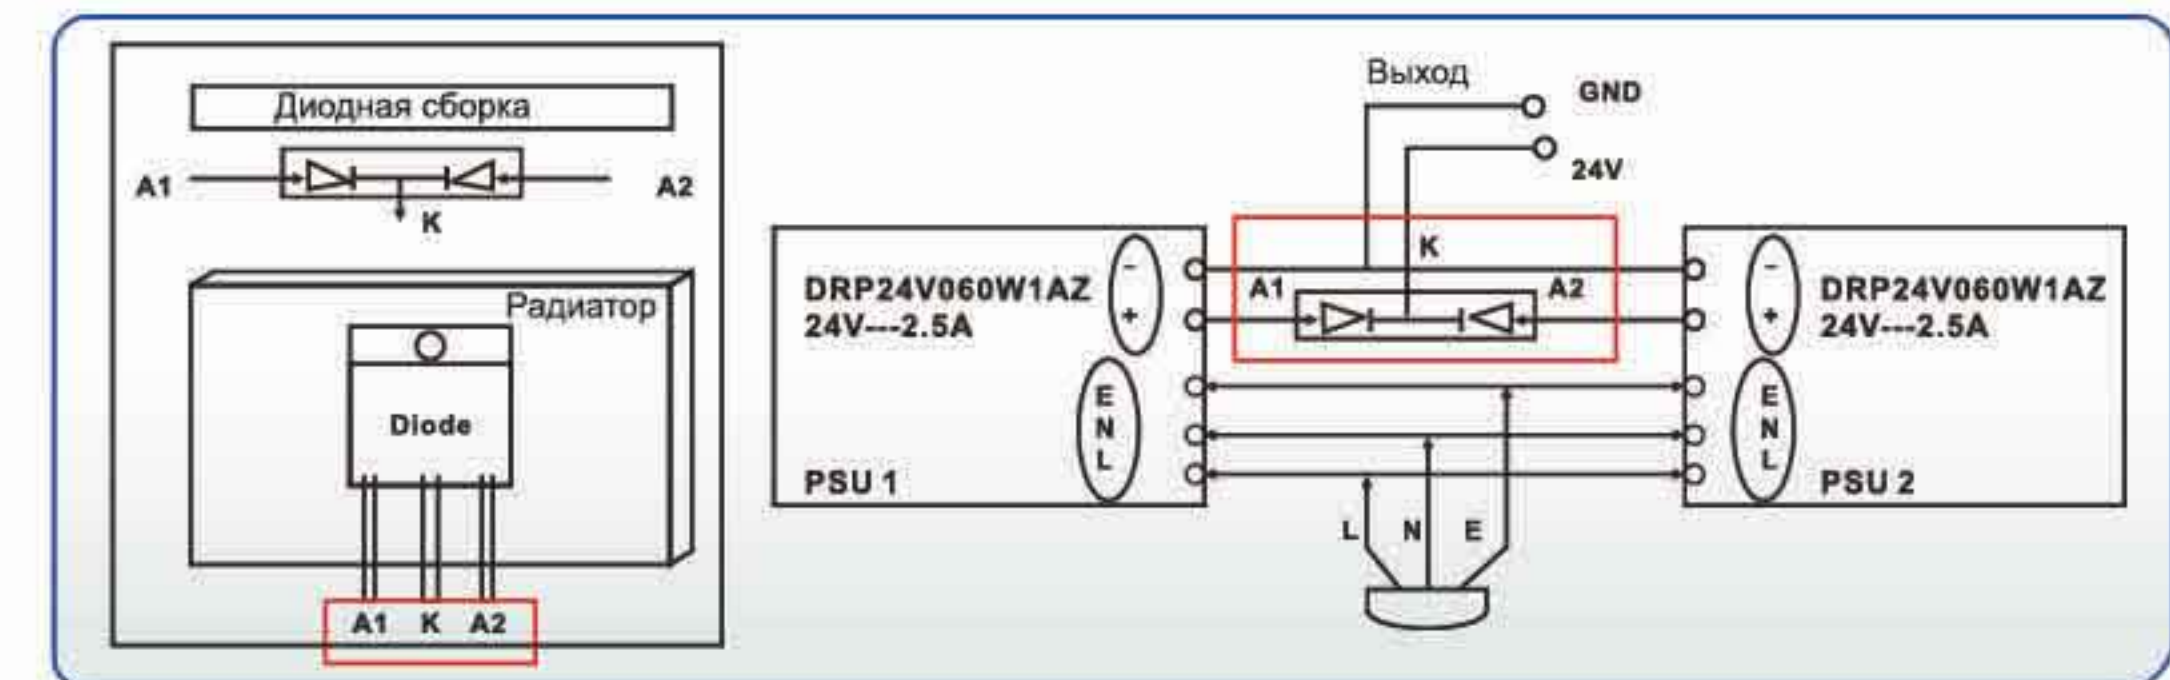 Диодная сборка
A1
A2
K
Радиатор
Diode
A1 K A2
Выход
GND
24V
K
A1
A2
DRP24V060W1AZ
24V---2.5A
-
+
E
N
L
PSU 1
DRP24V060W1AZ
24V---2.5A
-
+
E
N
L
PSU 2
L N E